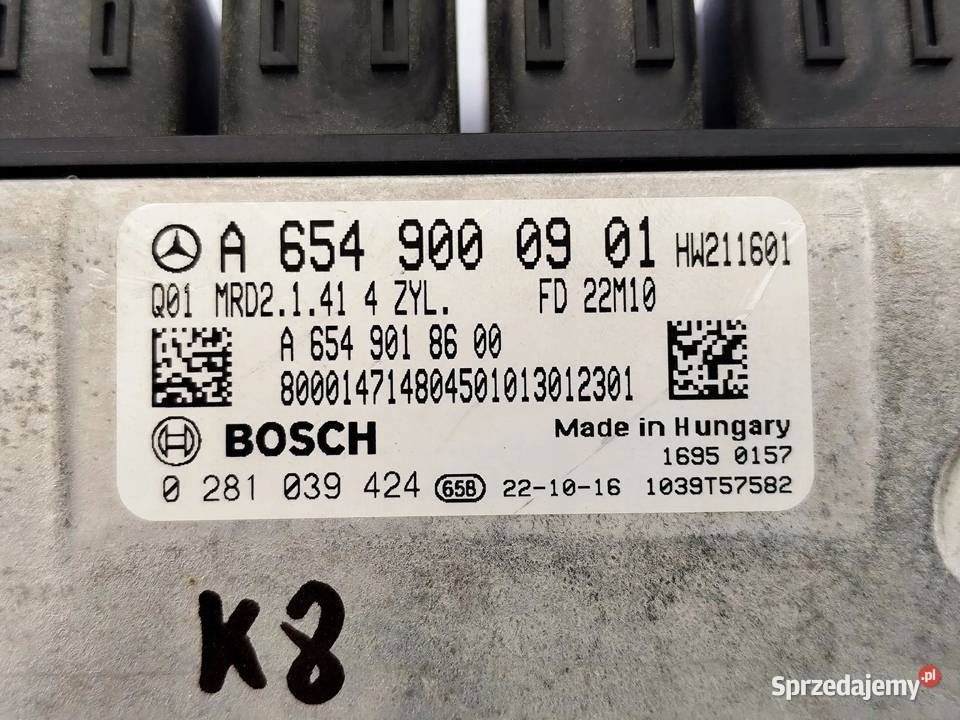 A 654 900 09 01 HW211601
Q01 MRD2.1.41 4 ZYL. FD 22M10
A 654 901 86 00
80001471480450101301​2301
BOSCH Made in Hungary
1695 0157
0 281 039 424 65B 22-10-16 1039T57582
K8
Sprzedajemy.pl